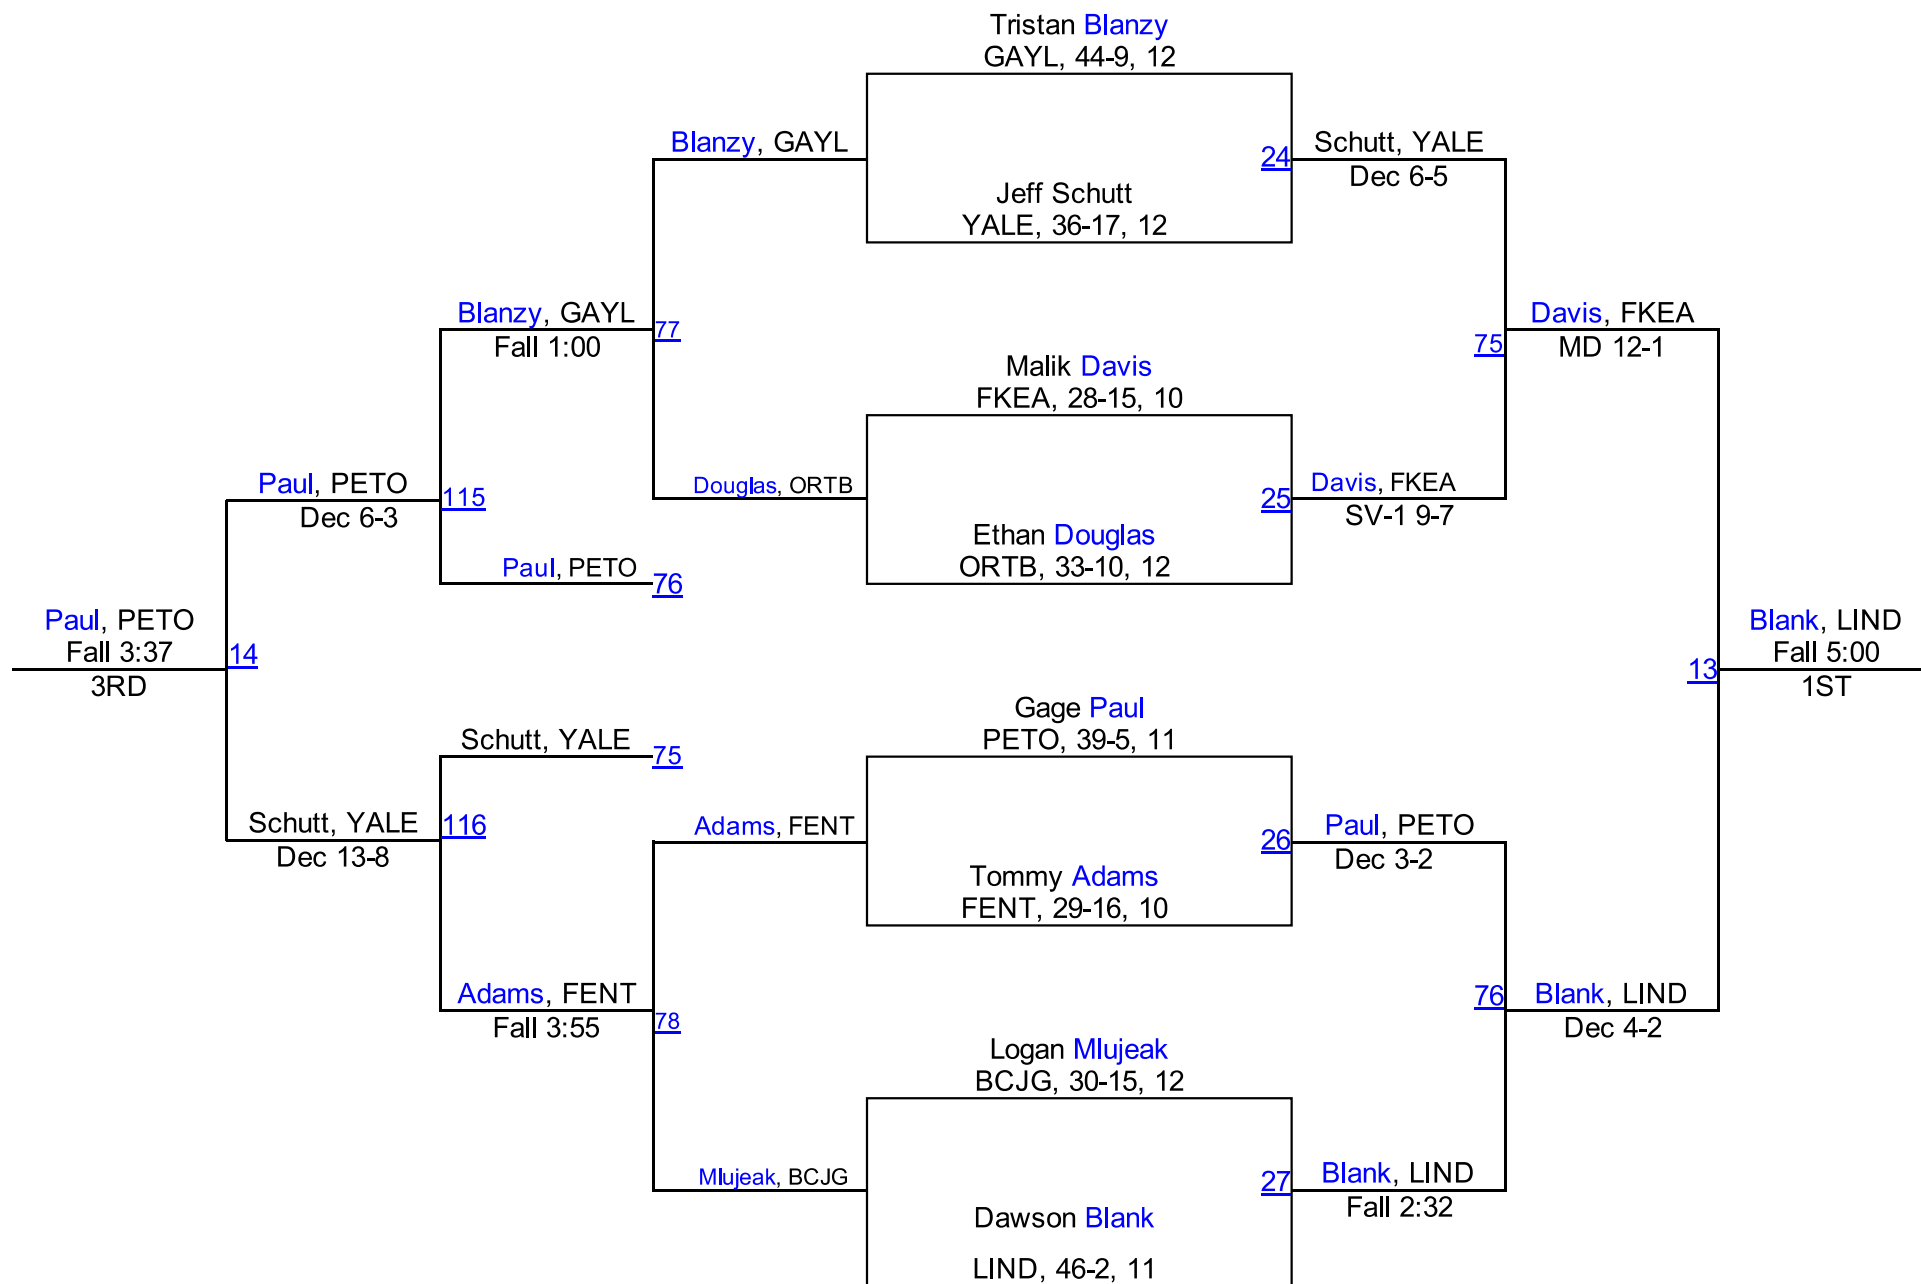 Tristan Blanzy
GAYL, 44-9, 12
Blanzy, GAYL
24
Schutt, YALE
Dec 6-5
Jeff Schutt
YALE, 36-17, 12
Blanzy, GAYL
Fall 1:00
77
75
Davis, FKEA
MD 12-1
Malik Davis
FKEA, 28-15, 10
Paul, PETO
Dec 6-3
115
Douglas, ORTB
25
Davis, FKEA
SV-1 9-7
Ethan Douglas
ORTB, 33-10, 12
Paul, PETO
76
Paul, PETO
Fall 3:37
3RD
14
13
Blank, LIND
Fall 5:00
1ST
Gage Paul
PETO, 39-5, 11
Schutt, YALE
75
Schutt, YALE
Dec 13-8
116
Adams, FENT
26
Paul, PETO
Dec 3-2
Tommy Adams
FENT, 29-16, 10
Adams, FENT
Fall 3:55
78
76
Blank, LIND
Dec 4-2
Logan Mlujeak
BCJG, 30-15, 12
Mlujeak, BCJG
27
Blank, LIND
Fall 2:32
Dawson Blank
LIND, 46-2, 11